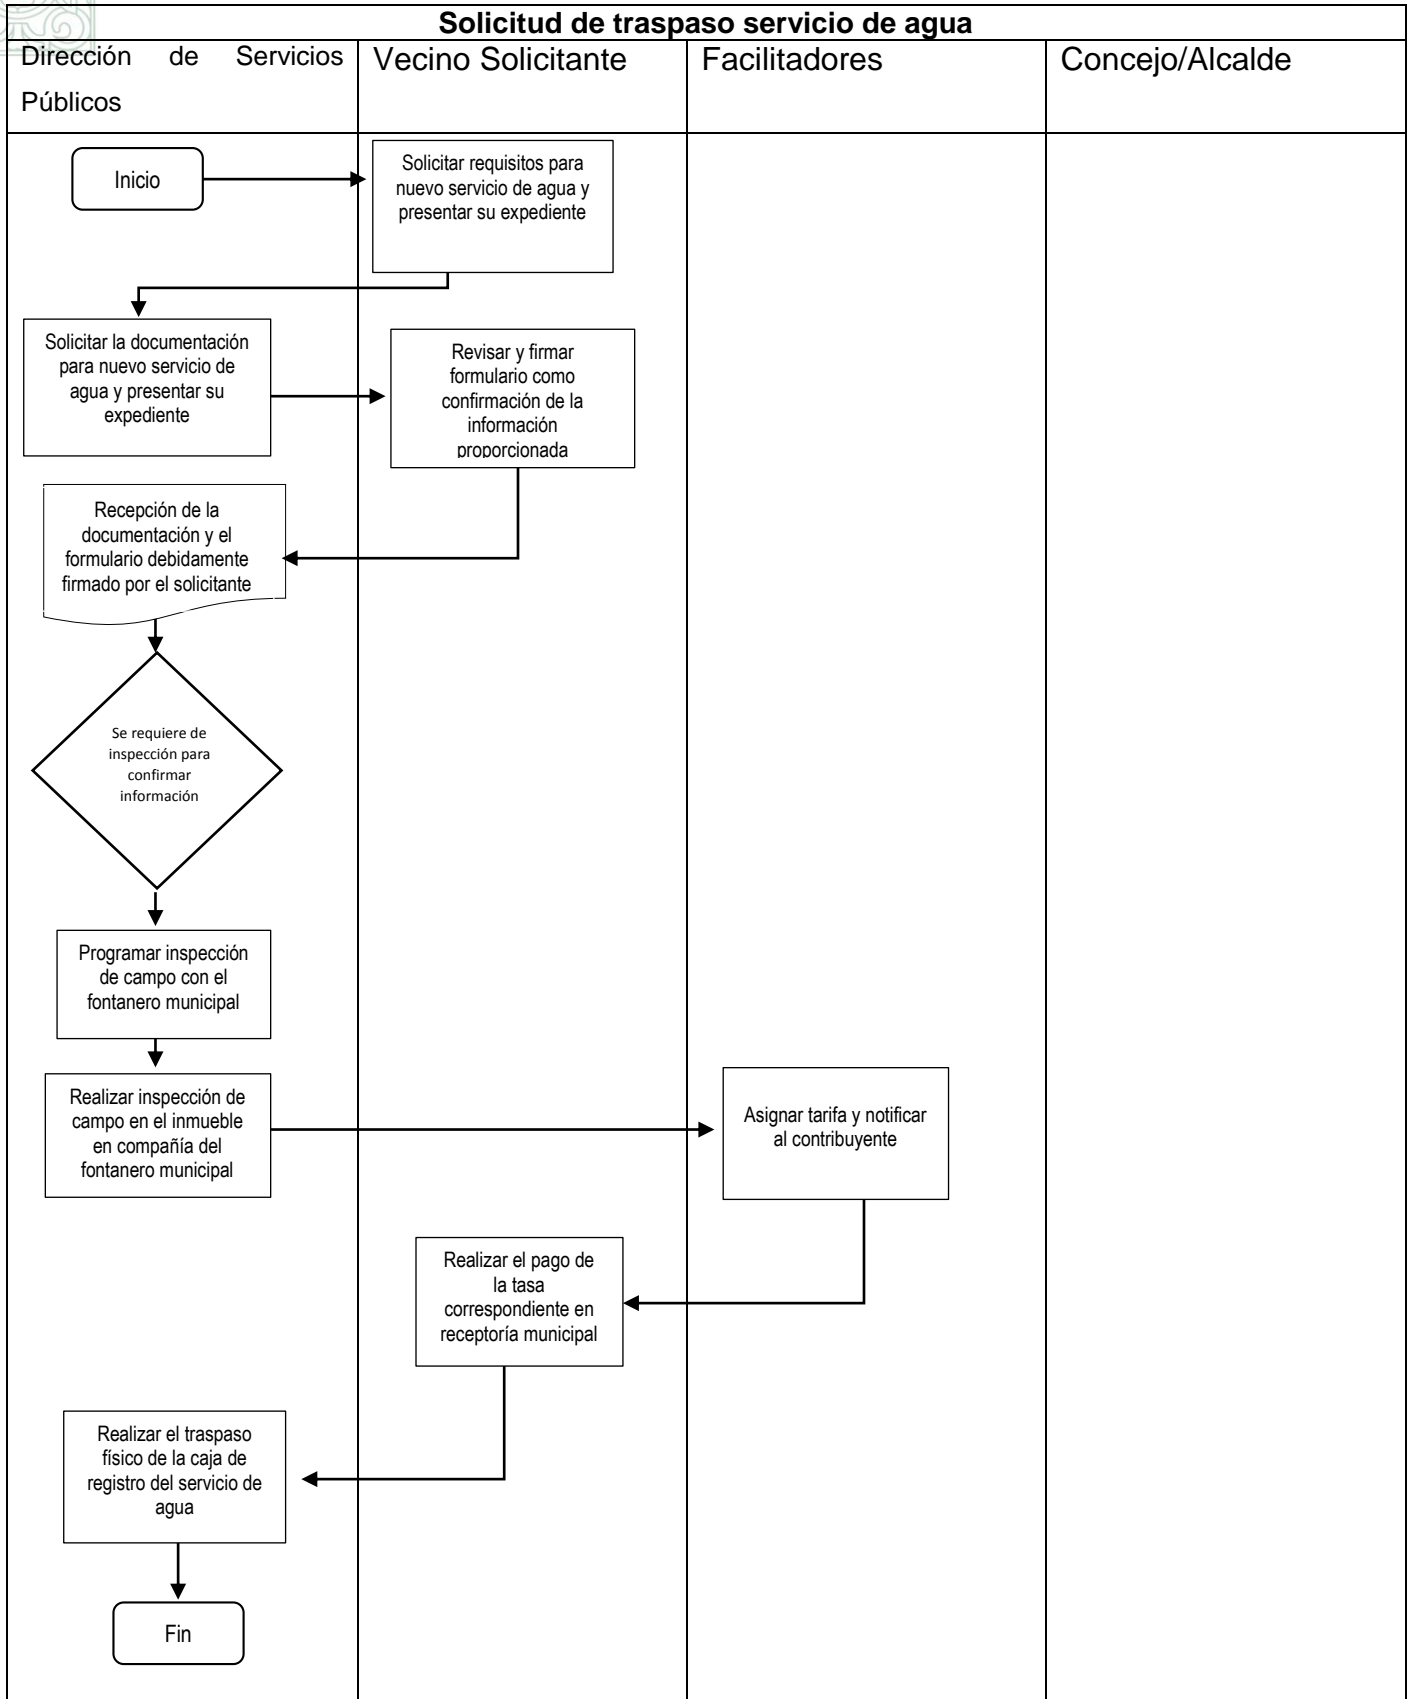 Solicitud de traspaso servicio de agua
Dirección de Servicios
Públicos
Vecino Solicitante
Facilitadores
Concejo/Alcalde
Inicio
Solicitar requisitos para
nuevo servicio de agua y
presentar su expediente
Solicitar la documentación
para nuevo servicio de
agua y presentar su
expediente
Revisar y firmar
formulario como
confirmación de la
información
proporcionada
Recepción de la
documentación y el
formulario debidamente
firmado por el solicitante
Se requiere de
inspección para
confirmar
información
Programar inspección
de campo con el
fontanero municipal
Realizar inspección de
campo en el inmueble
en compañía del
fontanero municipal
Asignar tarifa y notificar
al contribuyente
Realizar el pago de
la tasa
correspondiente en
receptoría municipal
Realizar el traspaso
físico de la caja de
registro del servicio de
agua
Fin